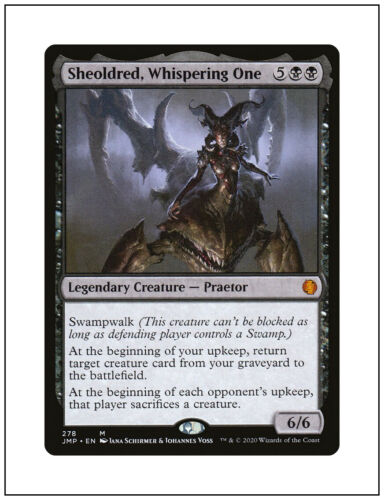 Sheoldred, Whispering One 5
Legendary Creature — Praetor
Swampwalk (This creature can't be blocked as
long as defending player controls a Swamp.)
At the beginning of your upkeep, return
target creature card from your graveyard to
the battlefield.
At the beginning of each opponent's upkeep,
that player sacrifices a creature.
6/6
278 M
JMP • EN Iana Schirmer & Johannes Voss ™ & © 2020 Wizards of the Coast